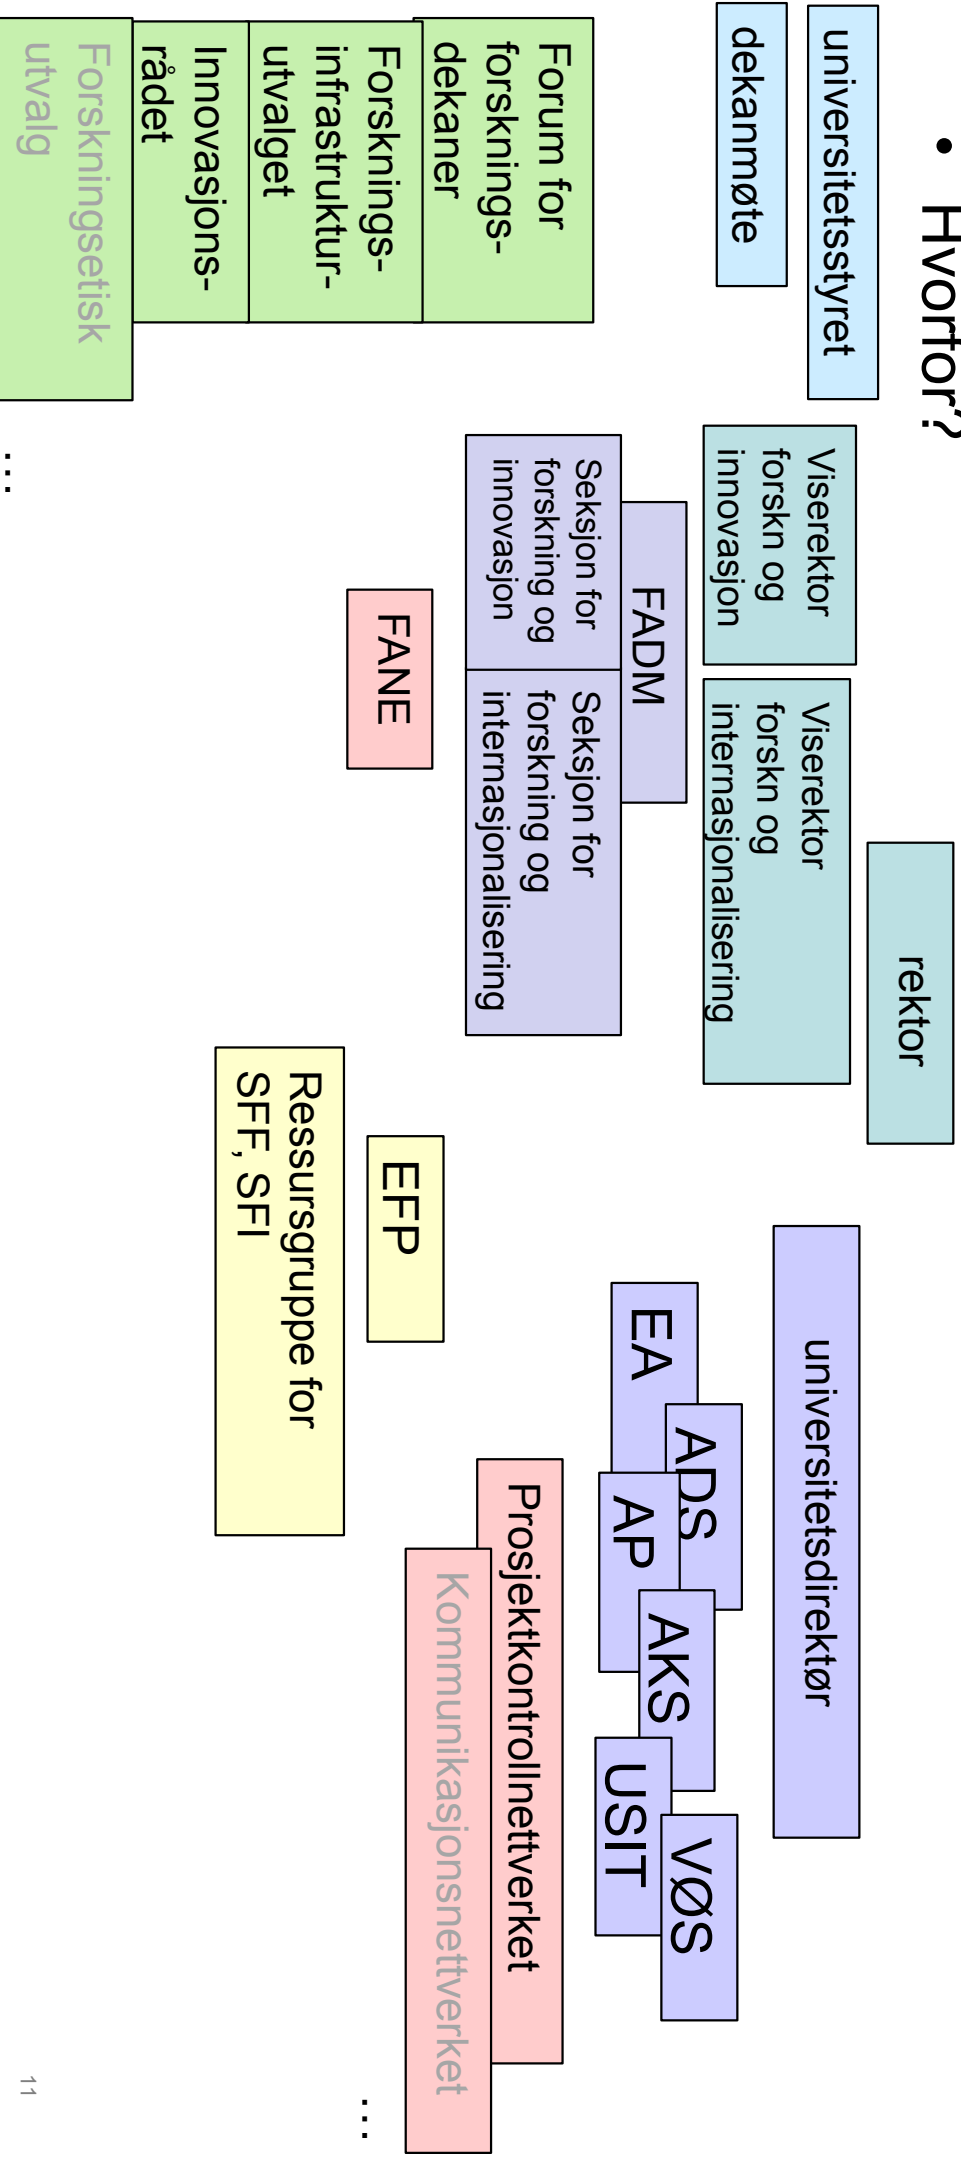 • Hvorfor?
universitetsstyret
dekanmøte
rektor
Viserektor
forskn og
innovasjon
Viserektor
forskn og
internasjonalisering
universitetsdirektør
FADM
Seksjon for
forskning og
innovasjon
Seksjon for
forskning og
internasjonalisering
EA
ADS
AP
AKS
USIT
VØS
Forum for
forsknings-
dekaner
Forsknings-
infrastruktur-
utvalget
Innovasjons-
rådet
Forskningsetisk
utvalg
...
FANE
EFP
Ressursgruppe for
SFF, SFI
Prosjektkontrollnettverket
Kommunikasjonsnettverket
...
11